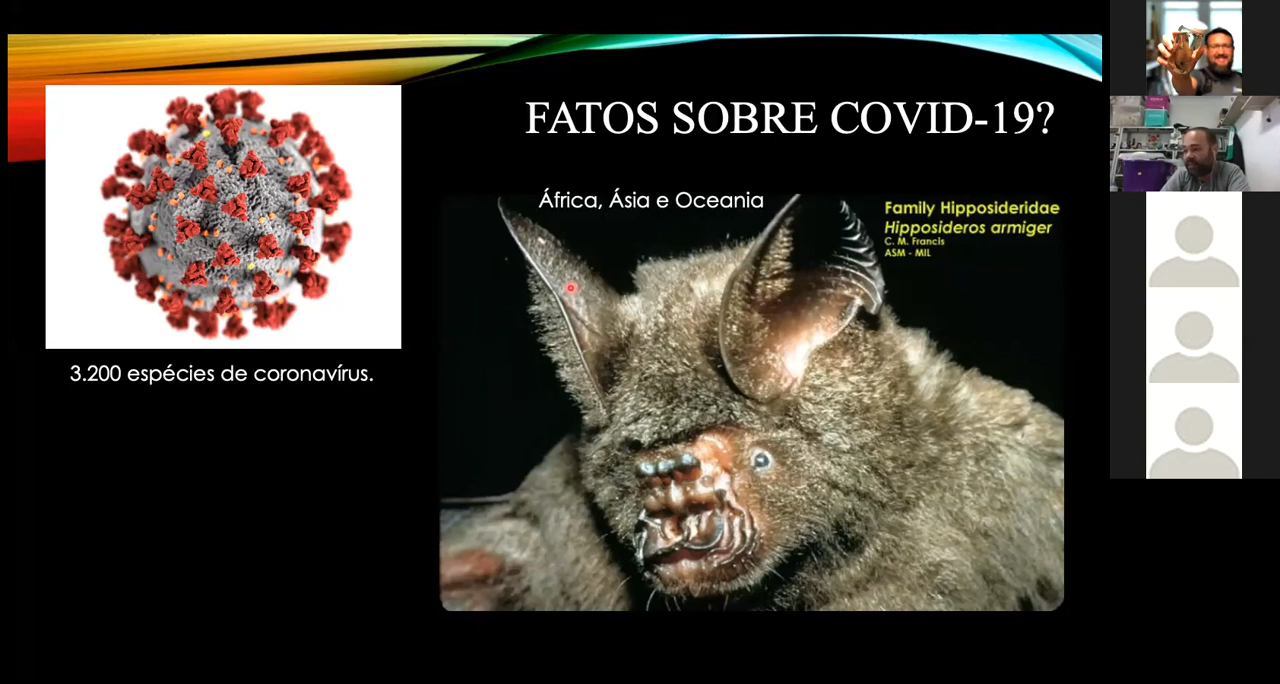 FATOS SOBRE COVID-19?
África, Ásia e Oceania
Family Hipposideridae
Hipposideros armiger
C. M. Francis
ASM - MIL
3.200 espécies de coronavírus.